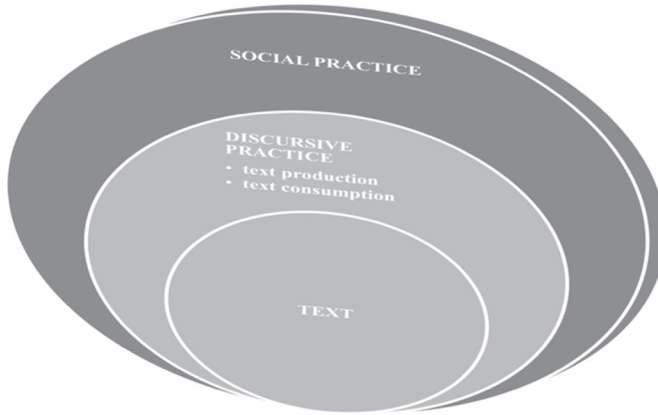 SOCIAL PRACTICE
DISCURSIVE
PRACTICE
• text production
• text consumption
TEXT